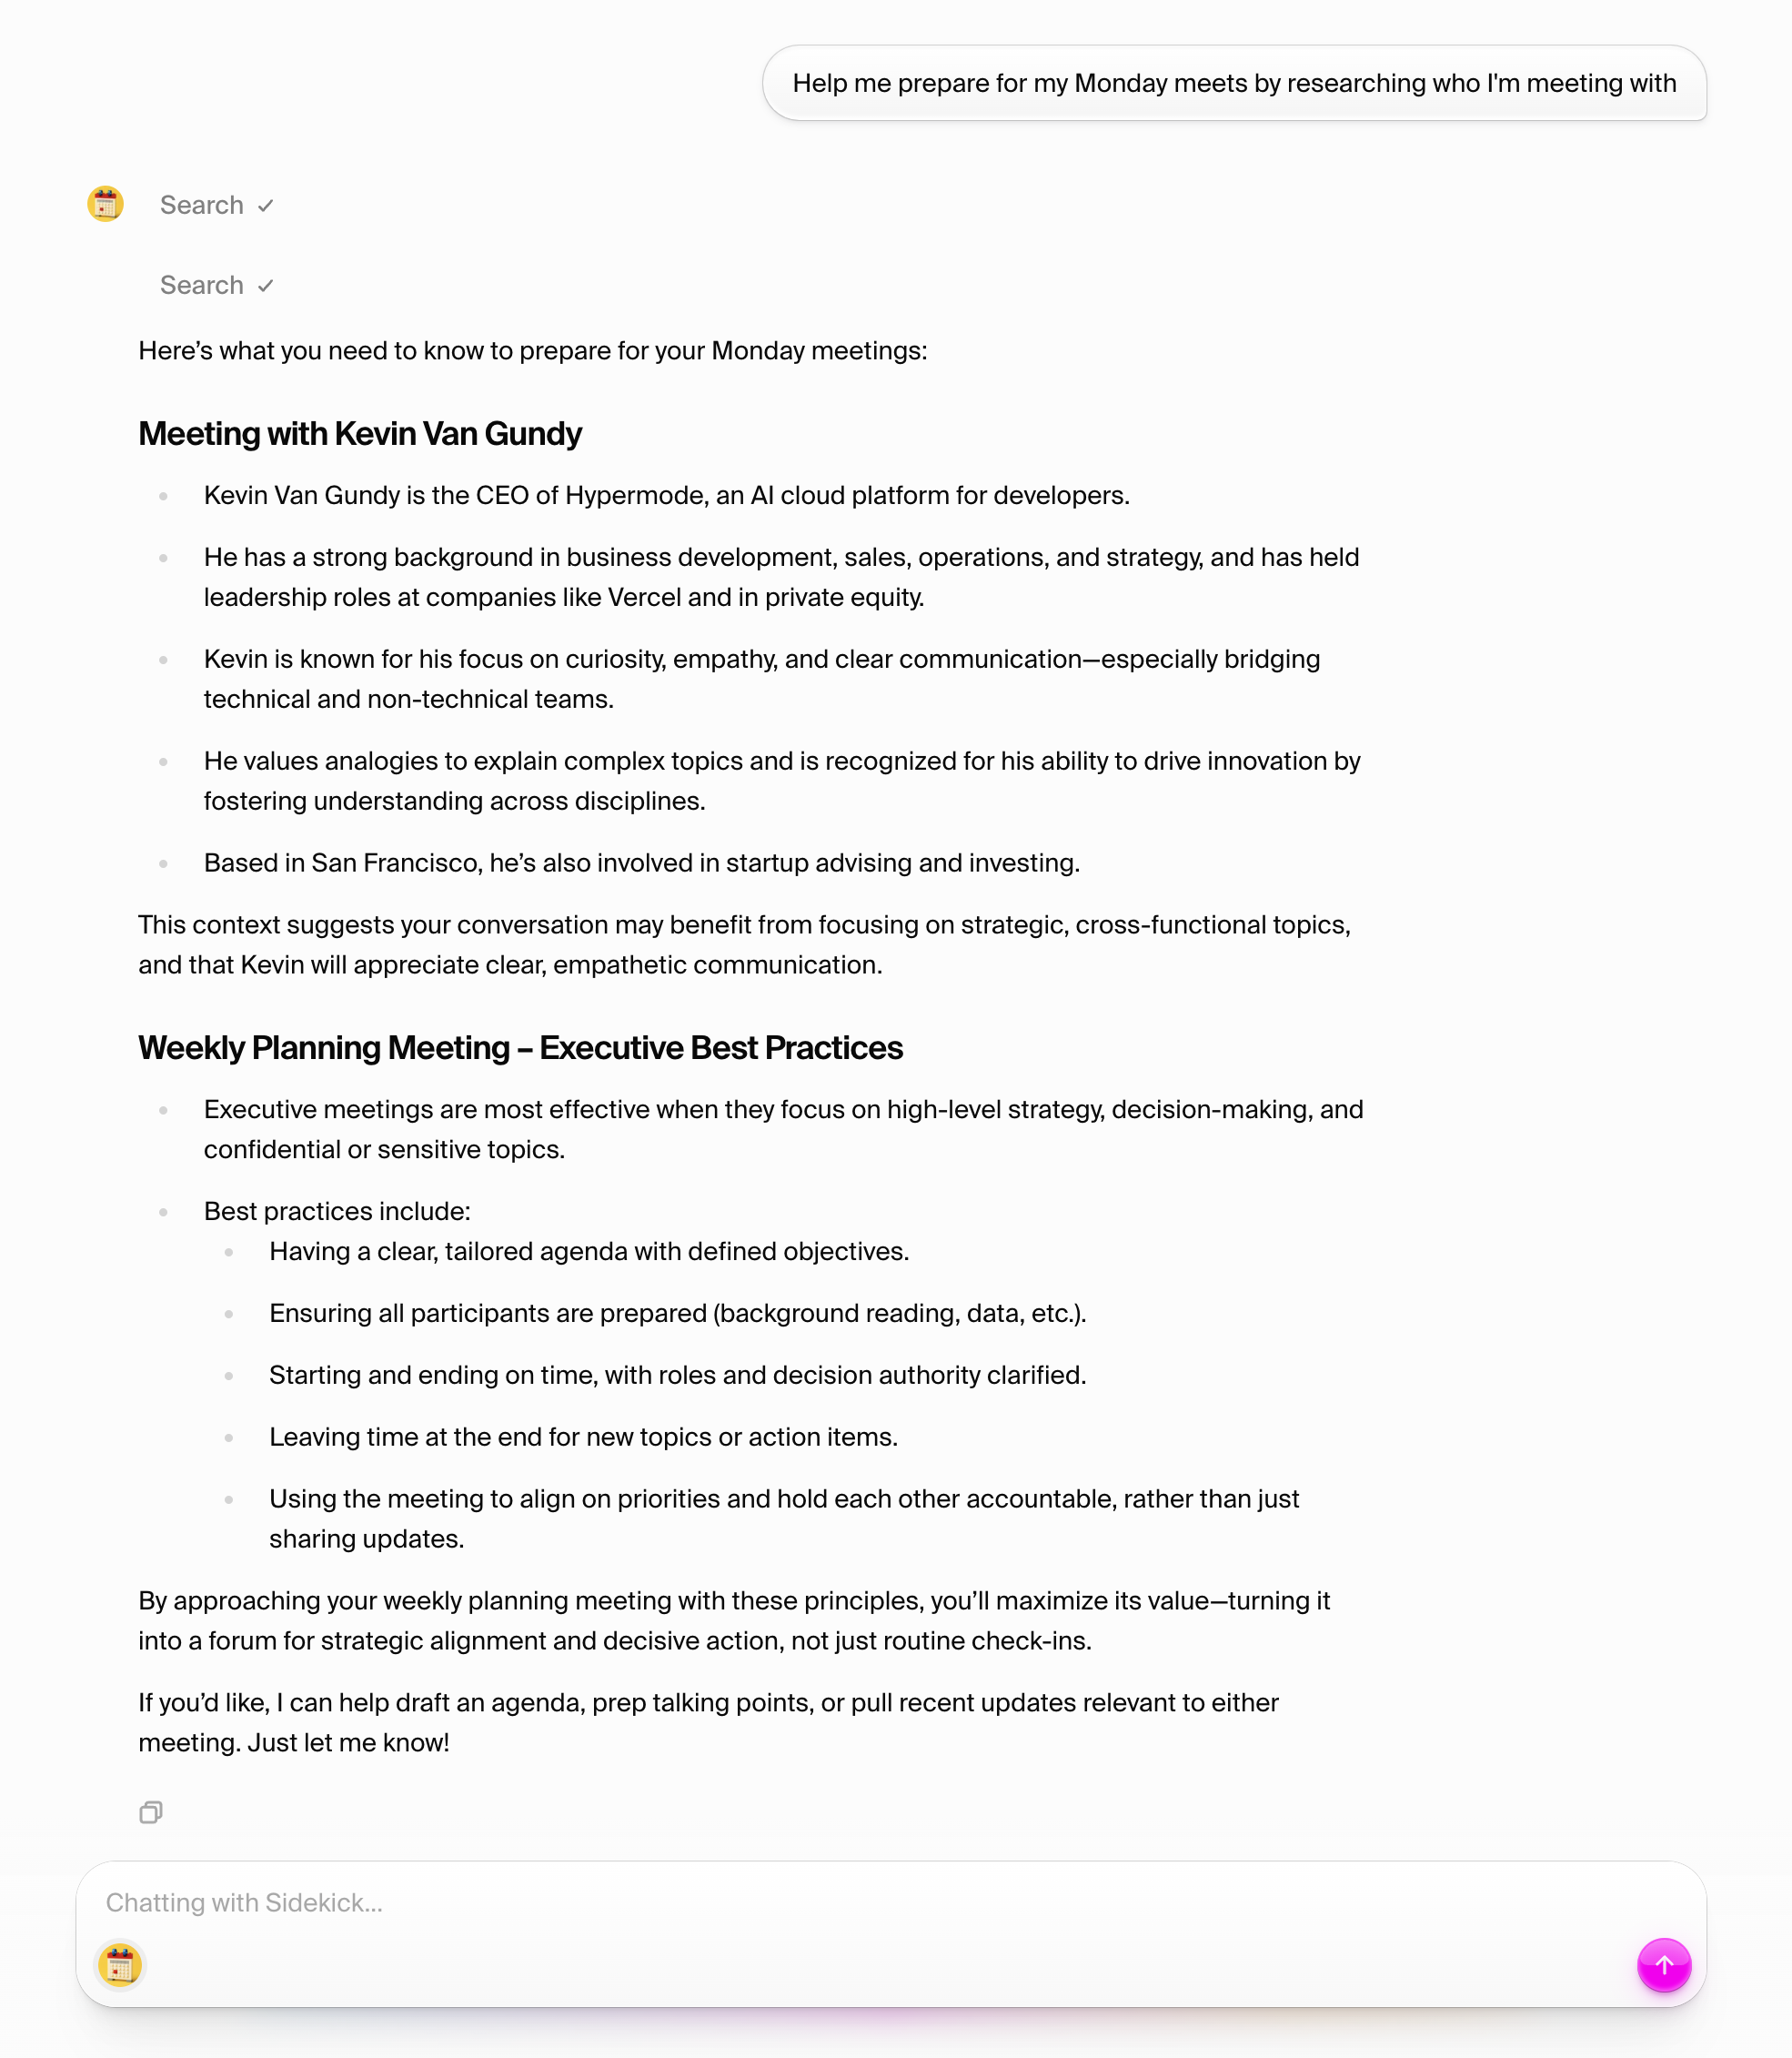 Help me prepare for my Monday meets by researching who I'm meeting with
Search
Search
Here’s what you need to know to prepare for your Monday meetings:
Meeting with Kevin Van Gundy
Kevin Van Gundy is the CEO of Hypermode, an AI cloud platform for developers.
He has a strong background in business development, sales, operations, and strategy, and has held
leadership roles at companies like Vercel and in private equity.
Kevin is known for his focus on curiosity, empathy, and clear communication—especially bridging
technical and non-technical teams.
He values analogies to explain complex topics and is recognized for his ability to drive innovation by
fostering understanding across disciplines.
Based in San Francisco, he’s also involved in startup advising and investing.
This context suggests your conversation may benefit from focusing on strategic, cross-functional topics,
and that Kevin will appreciate clear, empathetic communication.
Weekly Planning Meeting – Executive Best Practices
Executive meetings are most effective when they focus on high-level strategy, decision-making, and
confidential or sensitive topics.
Best practices include:
Having a clear, tailored agenda with defined objectives.
Ensuring all participants are prepared (background reading, data, etc.).
Starting and ending on time, with roles and decision authority clarified.
Leaving time at the end for new topics or action items.
Using the meeting to align on priorities and hold each other accountable, rather than just
sharing updates.
By approaching your weekly planning meeting with these principles, you’ll maximize its value—turning it
into a forum for strategic alignment and decisive action, not just routine check-ins.
If you’d like, I can help draft an agenda, prep talking points, or pull recent updates relevant to either
meeting. Just let me know!
Chatting with Sidekick...